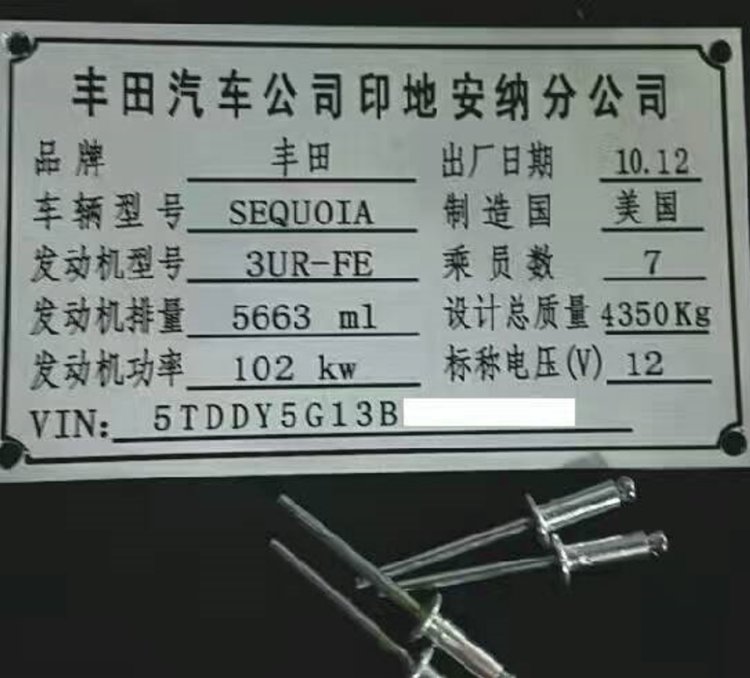 丰田汽车公司印地安纳分公司
品牌 丰田 出厂日期 10.12
车辆型号 SEQUOIA 制造国 美国
发动机型号 3UR-FE 乘员数 7
发动机排量 5663 ml 设计总质量 4350Kg
发动机功率 102 kw 标称电压(V) 12
VIN: 5TDDY5G13B